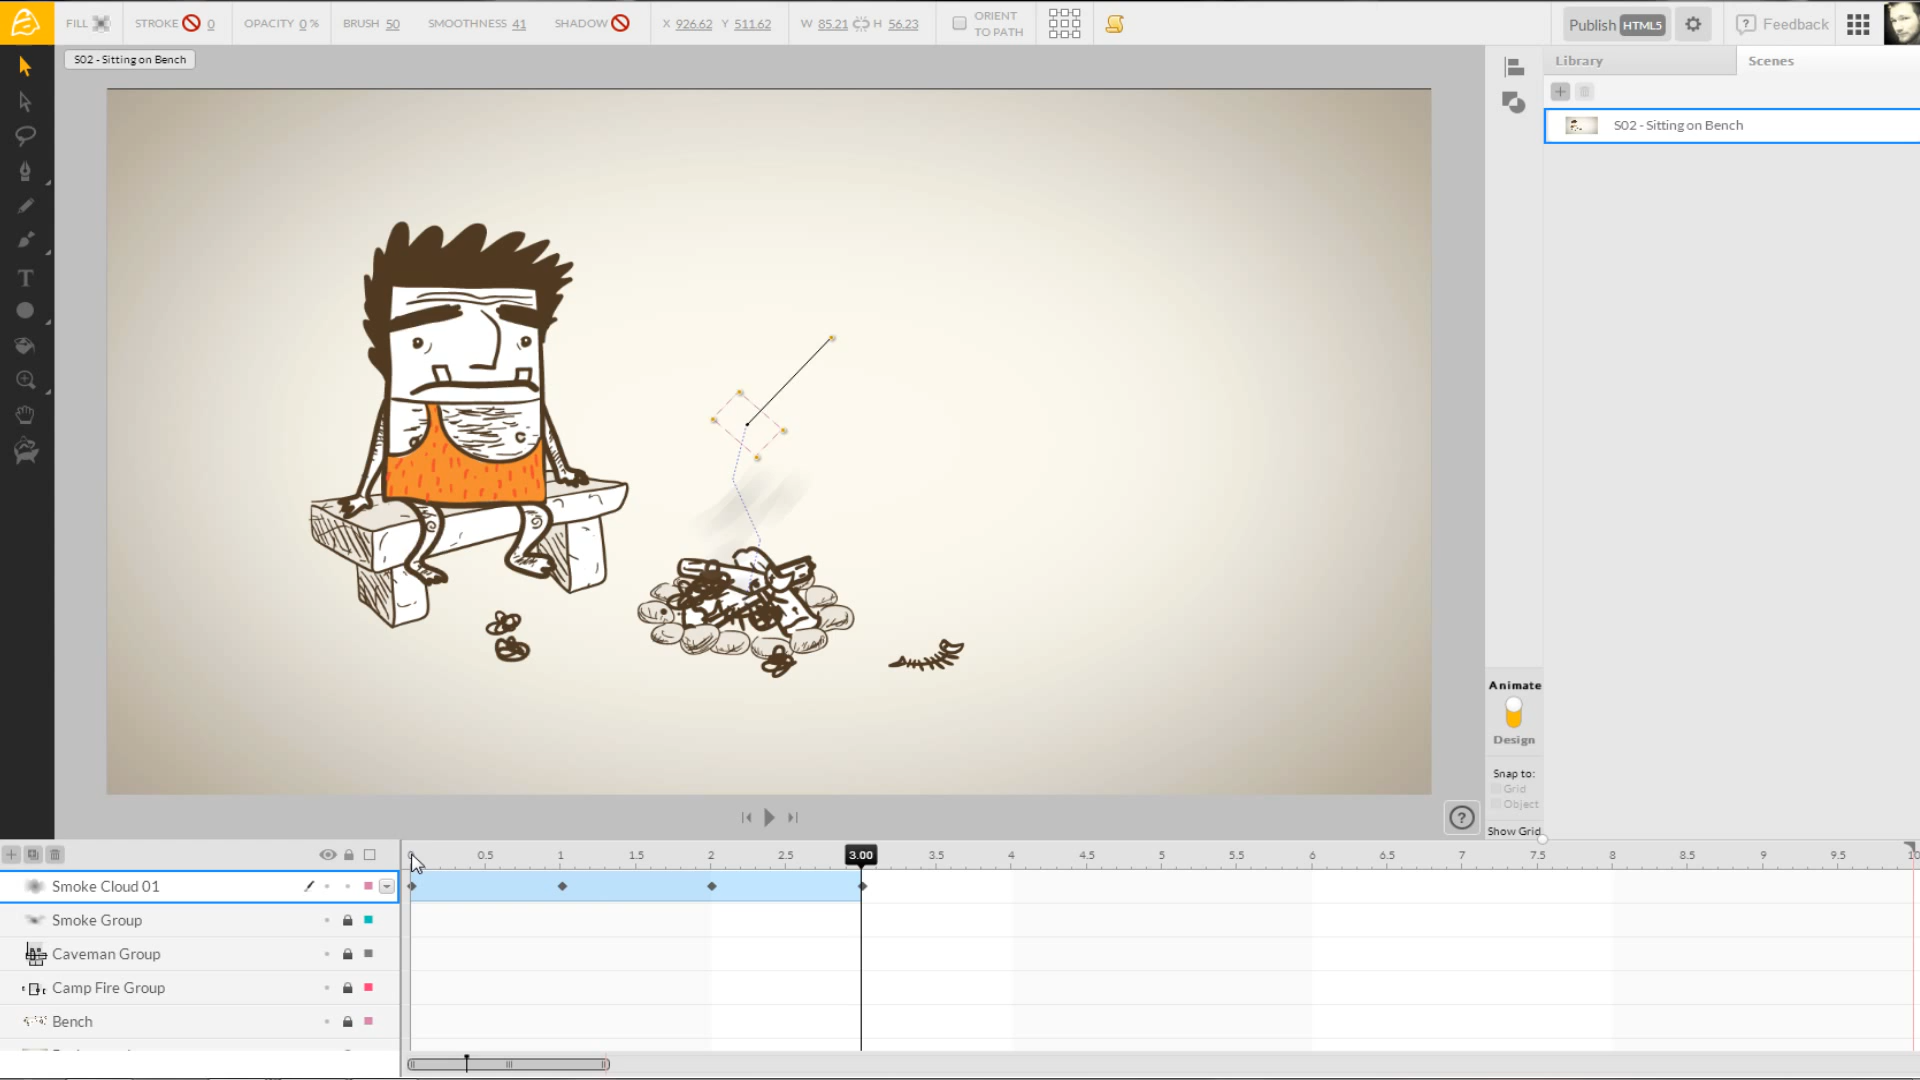 FILL STROKE 0 OPACITY 0 % BRUSH 50 SMOOTHNESS 41 SHADOW X 926.62 Y 511.62 W 85.21 H 56.23 ORIENT TO PATH Publish HTML5 ? Feedback
S02 - Sitting on Bench
Library Scenes
S02 - Sitting on Bench
T
Animate
Design
Snap to:
Grid
Object
Show Grid
?
0 0.5 1 1.5 2 2.5 3.00 3.5 4 4.5 5 5.5 6 6.5 7 7.5 8 8.5 9 9.5 10
Smoke Cloud 01
Smoke Group
Caveman Group
Camp Fire Group
Bench